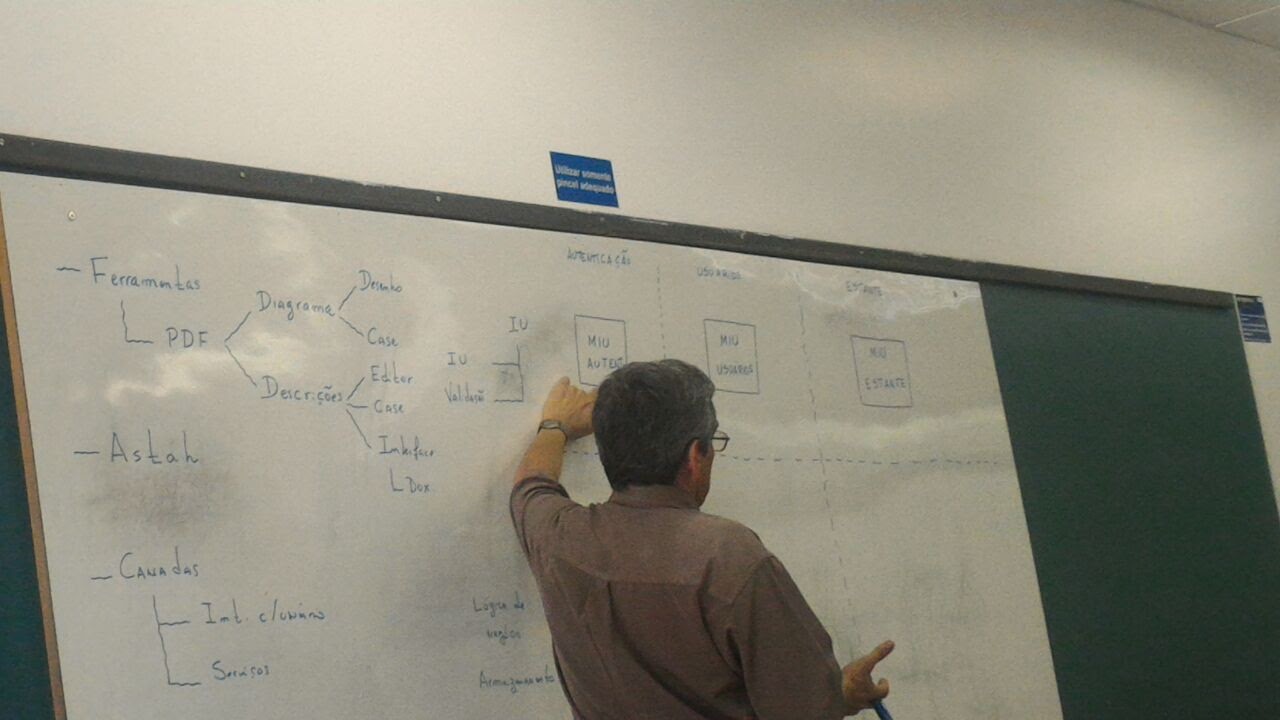 Utilizar somente
pincel adequado
— Ferramentas
PDF
Diagrama
Desenho
Case
Descrições
Editor
Case
Interface
Dox.
— Astah
— Camadas
Int. c/usuário
Serviços
AUTENTICAÇÃO
USUÁRIOS
ESTANTE
IU
IU
Validação
MIU
AUTENT
MIU
USUÁRIOS
MIU
ESTANTE
Lógica de
negócio
Armazenamento